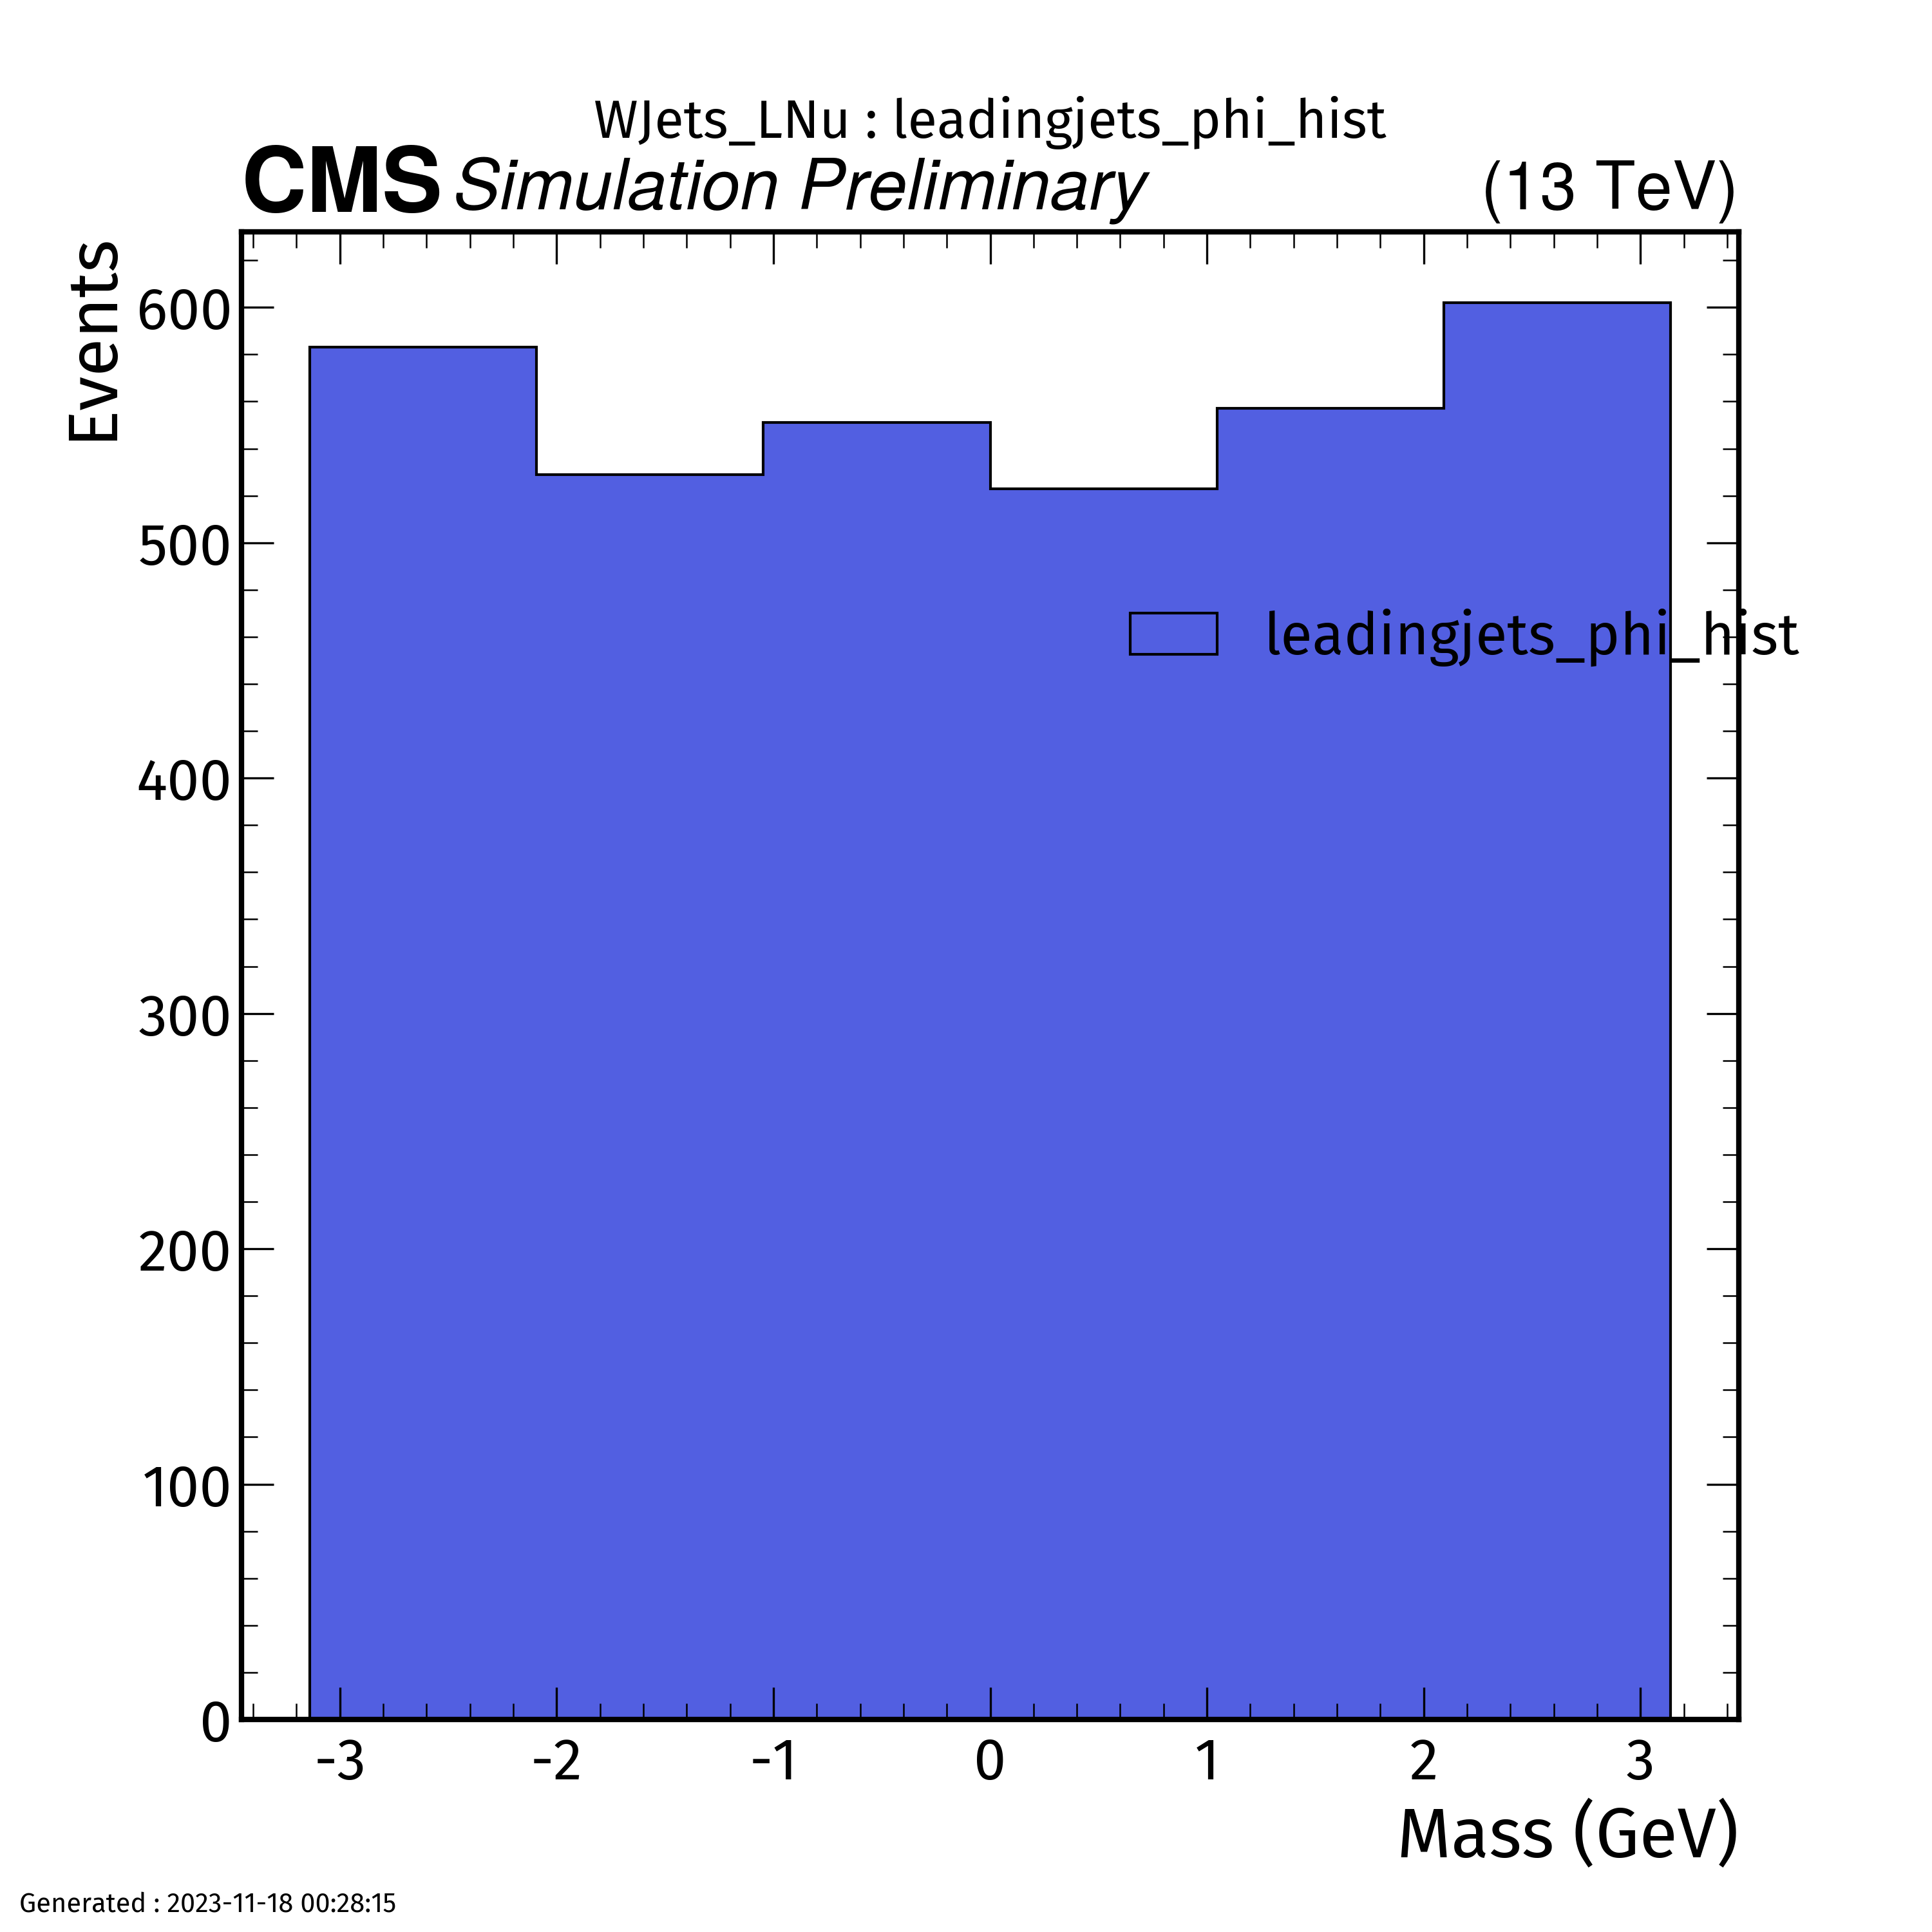 WJets_LNu : leadingjets_phi_hist
CMS Simulation Preliminary (13 TeV)
Events
600
500
leadingjets_phi_hist
400
300
200
100
0
-3 -2 -1 0 1 2 3
Mass (GeV)
Generated : 2023-11-18 00:28:15